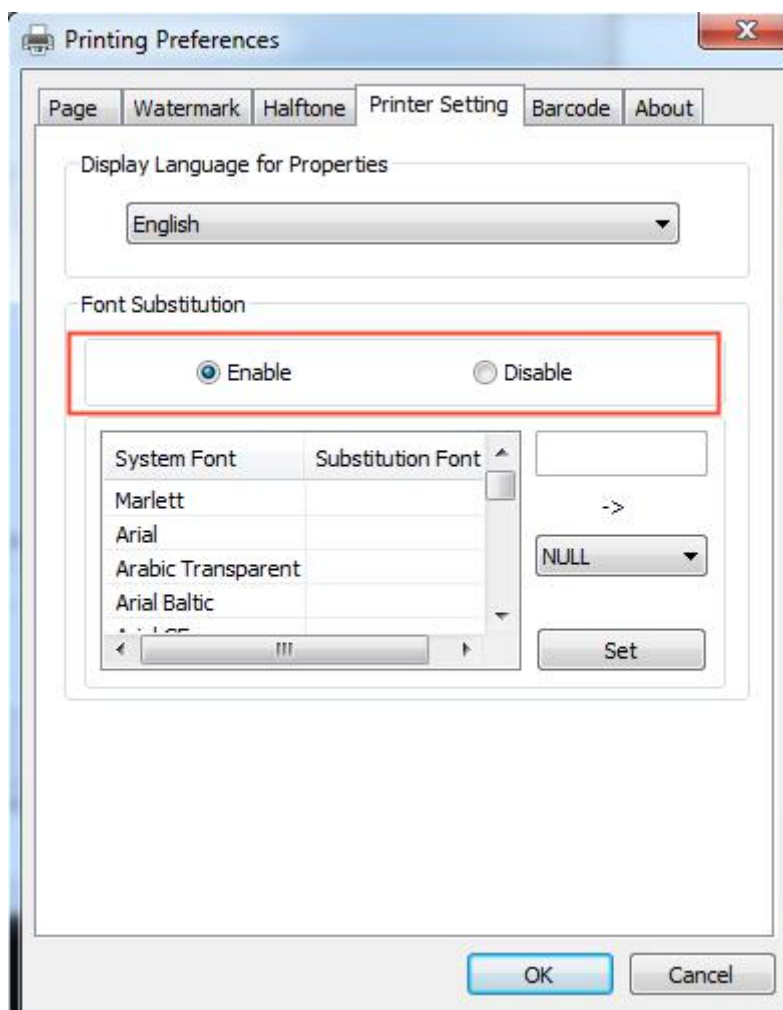 Printing Preferences
Page Watermark Halftone Printer Setting Barcode About
Display Language for Properties
English
Font Substitution
Enable Disable
System Font Substitution Font
Marlett
->
Arial
Arabic Transparent
NULL
Arial Baltic
Set
OK Cancel